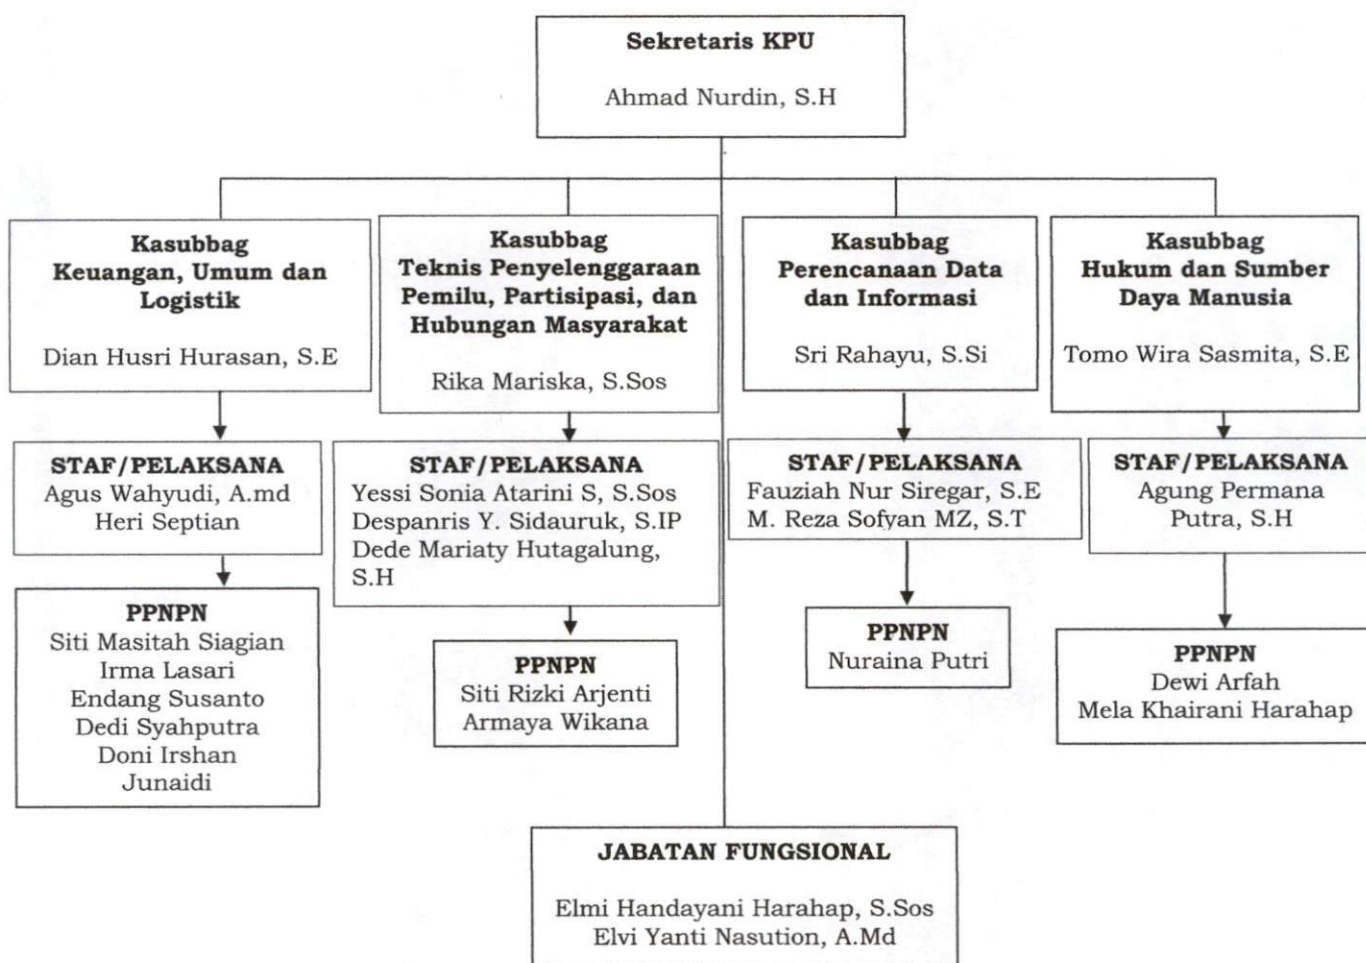 Sekretaris KPU
Ahmad Nurdin, S.H
Kasubbag
Keuangan, Umum dan
Logistik
Dian Husri Hurasan, S.E
Kasubbag
Teknis Penyelenggaraan
Pemilu, Partisipasi, dan
Hubungan Masyarakat
Rika Mariska, S.Sos
Kasubbag
Perencanaan Data
dan Informasi
Sri Rahayu, S.Si
Kasubbag
Hukum dan Sumber
Daya Manusia
Tomo Wira Sasmita, S.E
STAF/PELAKSANA
Agus Wahyudi, A.md
Heri Septian
STAF/PELAKSANA
Yessi Sonia Atarini S, S.Sos
Despanris Y. Sidauruk, S.IP
Dede Mariaty Hutagalung,
S.H
STAF/PELAKSANA
Fauziah Nur Siregar, S.E
M. Reza Sofyan MZ, S.T
STAF/PELAKSANA
Agung Permana
Putra, S.H
PPNPN
Siti Masitah Siagian
Irma Lasari
Endang Susanto
Dedi Syahputra
Doni Irshan
Junaidi
PPNPN
Siti Rizki Arjenti
Armaya Wikana
PPNPN
Nuraina Putri
PPNPN
Dewi Arfah
Mela Khairani Harahap
JABATAN FUNGSIONAL
Elmi Handayani Harahap, S.Sos
Elvi Yanti Nasution, A.Md